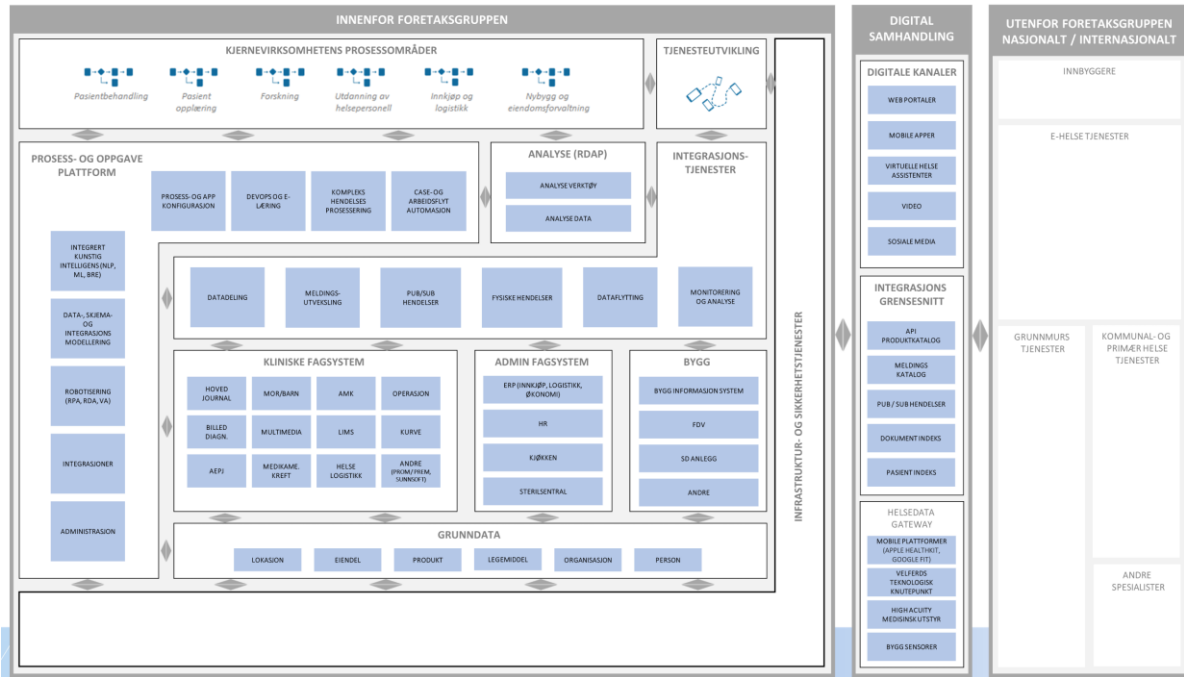 INNENFOR FORETAKSGRUPPEN
KJERNEVIRKSOMHETENS PROSESSOMRÅDER
Pasientbehandling
Pasient
opplæring
Forskning
Utdanning av
helsepersonell
Innkjøp og
logistikk
Nybygg og
eiendomsforvaltning
TJENESTEUTVIKLING
PROSESS- OG OPPGAVE
PLATTFORM
PROSESS- OG APP
KONFIGURASJON
DEVOPS OG E-
LÆRING
KOMPLEKS
HENDELSES
PROSESSERING
CASE- OG
ARBEIDSFLYT
AUTOMASJON
INTEGRERT
KUNSTIG
INTELLIGENS (NLP,
ML, BRE)
DATA-, SKJEMA-
OG
INTEGRASJONS
MODELLERING
ROBOTISERING
(RPA, RDA, VA)
INTEGRASJONER
ADMINISTRASJON
ANALYSE (RDAP)
ANALYSE VERKTØY
ANALYSE DATA
INTEGRASJONS-
TJENESTER
DATADELING
MELDINGS-
UTVEKSLING
PUB/SUB
HENDELSER
FYSISKE HENDELSER
DATAFLYTTING
MONITORERING
OG ANALYSE
KLINISKE FAGSYSTEM
HOVED
JOURNAL
MOR/BARN
AMK
OPERASJON
BILLED
DIAGN.
MULTIMEDIA
LIMS
KURVE
AEPJ
MEDIKAME.
KREFT
HELSE
LOGISTIKK
ANDRE
(PROM/PREM,
SUNNSOFT)
ADMIN FAGSYSTEM
ERP (INNKJØP, LOGISTIKK,
ØKONOMI)
HR
KJØKKEN
STERILSENTRAL
BYGG
BYGG INFORMASJON SYSTEM
FDV
SD ANLEGG
ANDRE
GRUNNDATA
LOKASJON
EIENDEL
PRODUKT
LEGEMIDDEL
ORGANISASJON
PERSON
INFRASTRUKTUR- OG SIKKERHETSTJENESTER
DIGITAL
SAMHANDLING
DIGITALE KANALER
WEB PORTALER
MOBILE APPER
VIRTUELLE HELSE
ASSISTENTER
VIDEO
SOSIALE MEDIA
INTEGRASJONS
GRENSESNITT
API
PRODUKTKATALOG
MELDINGS
KATALOG
PUB / SUB HENDELSER
DOKUMENT INDEKS
PASIENT INDEKS
HELSEDATA
GATEWAY
MOBILE PLATTFORMER
(APPLE HEALTHKIT,
GOOGLE FIT)
VELFERDS
TEKNOLOGISK
KNUTEPUNKT
HIGH ACUITY
MEDISINSK UTSTYR
BYGG SENSORER
UTENFOR FORETAKSGRUPPEN
NASJONALT / INTERNASJONALT
INNBYGGERE
E-HELSE TJENESTER
GRUNNMURS
TJENESTER
KOMMUNAL- OG
PRIMÆR HELSE
TJENESTER
ANDRE
SPESIALISTER